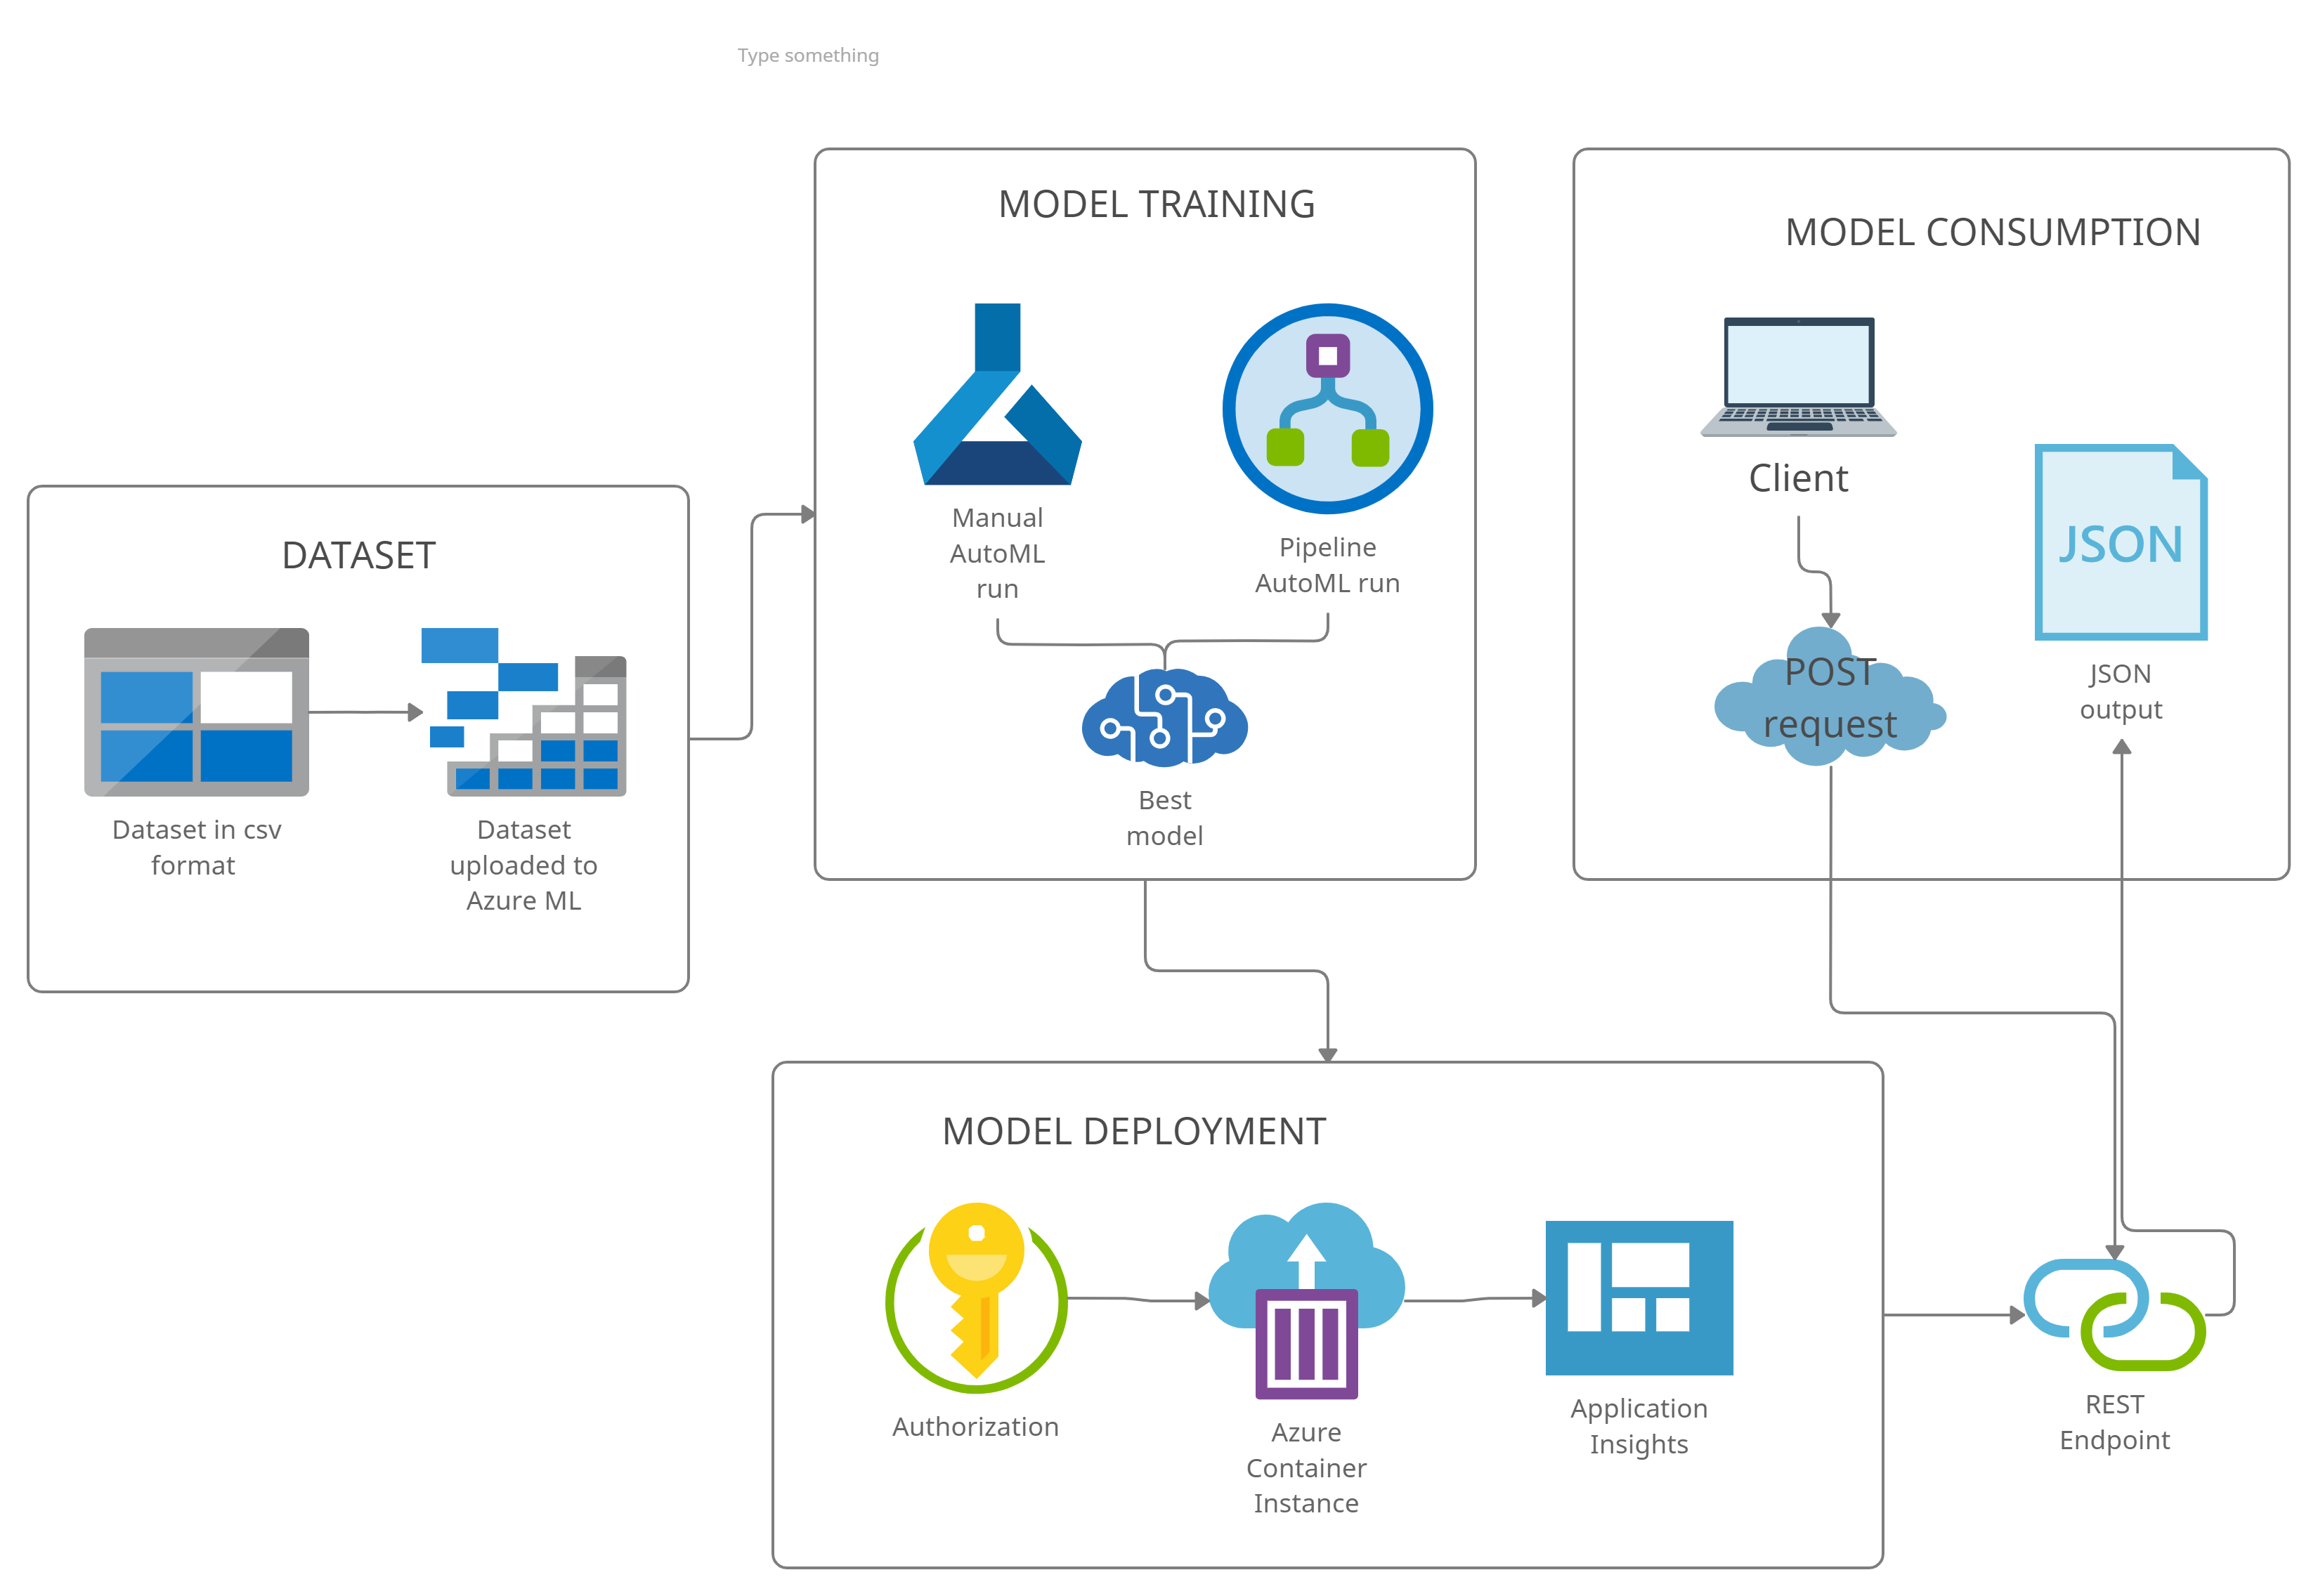 Type something
DATASET
Dataset in csv
format
Dataset
uploaded to
Azure ML
MODEL TRAINING
Manual
AutoML
run
Pipeline
AutoML run
Best
model
MODEL CONSUMPTION
Client
POST
request
JSON
JSON
output
MODEL DEPLOYMENT
Authorization
Azure
Container
Instance
Application
Insights
REST
Endpoint